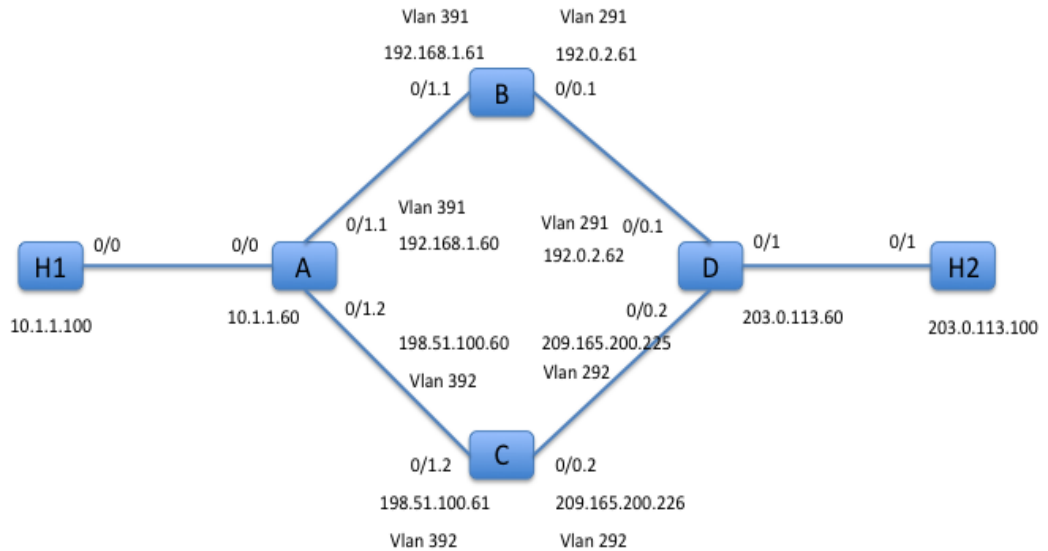 Vlan 391
Vlan 291
192.168.1.61
192.0.2.61
0/1.1
B
0/0.1
0/1.1
Vlan 391
192.168.1.60
Vlan 291
0/0.1
192.0.2.62
H1
0/0
0/0
A
D
0/1
0/1
H2
10.1.1.100
10.1.1.60
0/1.2
198.51.100.60
Vlan 392
0/0.2
209.165.200.225
Vlan 292
203.0.113.60
203.0.113.100
0/1.2
C
0/0.2
198.51.100.61
209.165.200.226
Vlan 392
Vlan 292